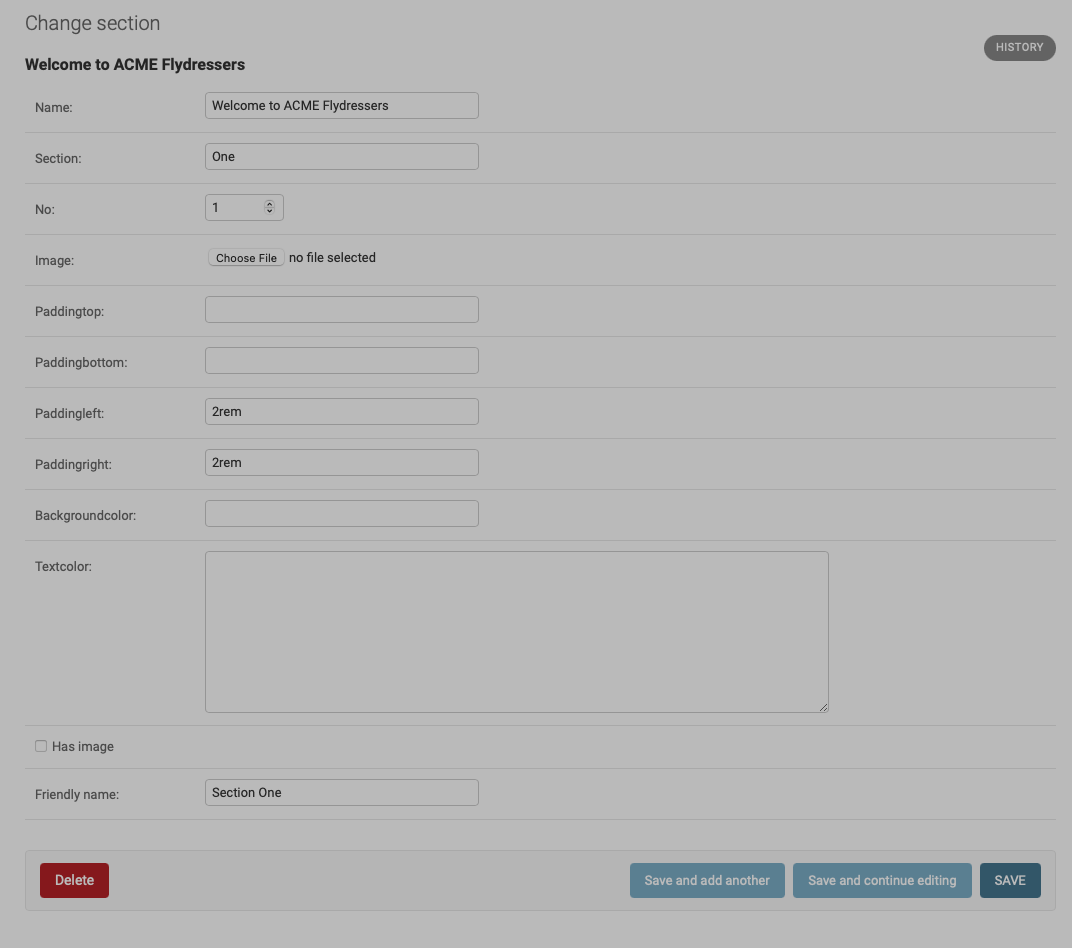 Change section
HISTORY
Welcome to ACME Flydressers
Name: Welcome to ACME Flydressers
Section: One
No: 1
Image: Choose File no file selected
Paddingtop:
Paddingbottom:
Paddingleft: 2rem
Paddingright: 2rem
Backgroundcolor:
Textcolor:
Has image
Friendly name: Section One
Delete Save and add another Save and continue editing SAVE